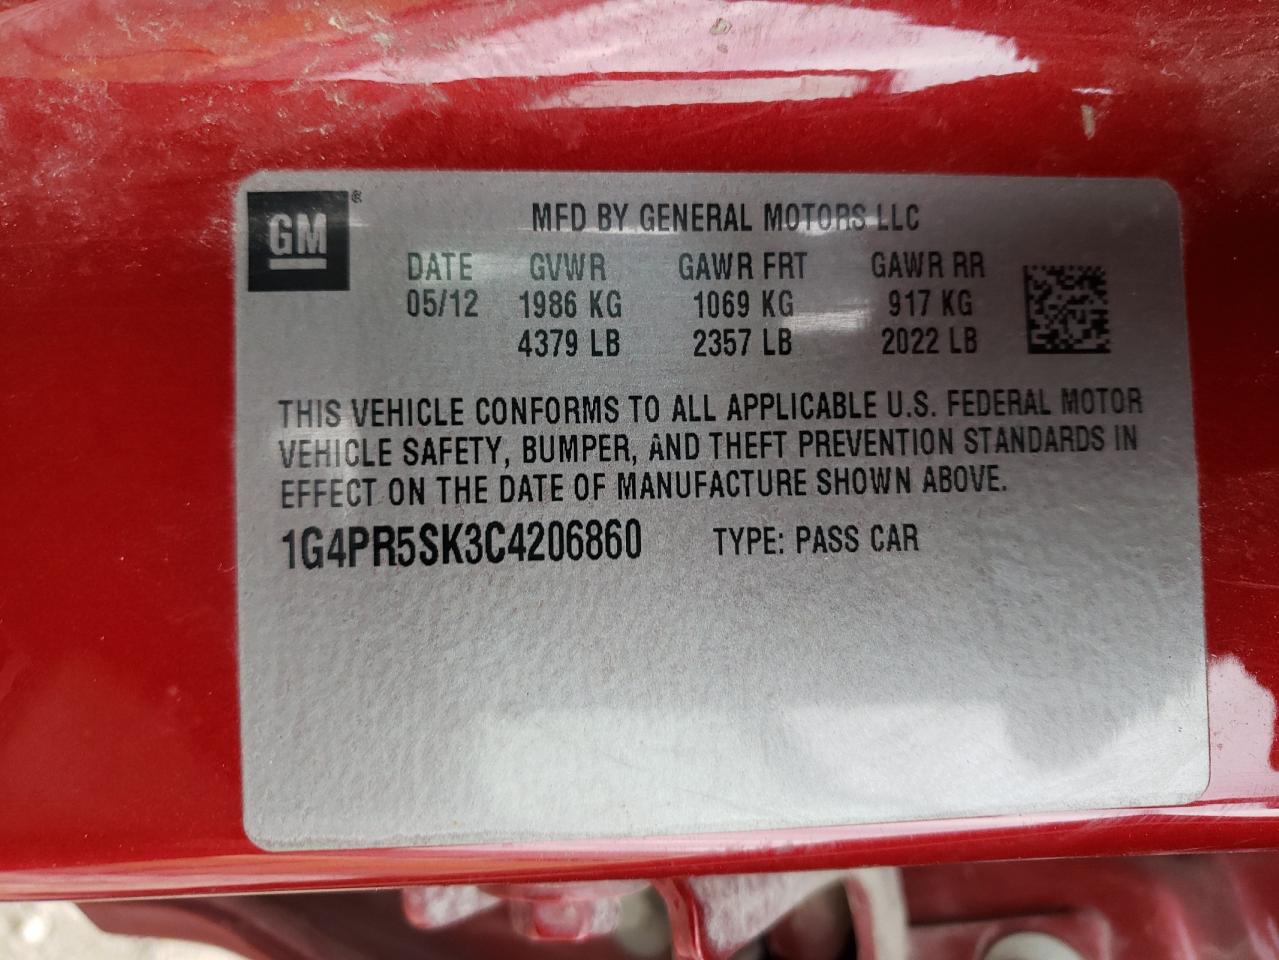 GM ®
MFD BY GENERAL MOTORS LLC
DATE GVWR GAWR FRT GAWR RR
05/12 1986 KG 1069 KG 917 KG
4379 LB 2357 LB 2022 LB
THIS VEHICLE CONFORMS TO ALL APPLICABLE U.S. FEDERAL MOTOR
VEHICLE SAFETY, BUMPER, AND THEFT PREVENTION STANDARDS IN
EFFECT ON THE DATE OF MANUFACTURE SHOWN ABOVE.
1G4PR5SK3C4206860 TYPE: PASS CAR